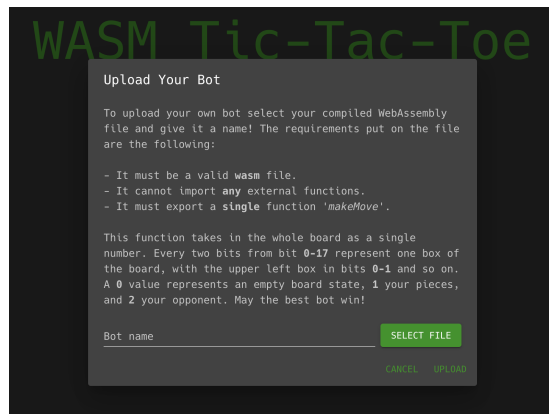 WASM Tic-Tac-Toe
Upload Your Bot
To upload your own bot select your compiled WebAssembly
file and give it a name! The requirements put on the file
are the following:
- It must be a valid wasm file.
- It cannot import any external functions.
- It must export a single function 'makeMove'.
This function takes in the whole board as a single
number. Every two bits from bit 0-17 represent one box of
the board, with the upper left box in bits 0-1 and so on.
A 0 value represents an empty board state, 1 your pieces,
and 2 your opponent. May the best bot win!
Bot name
SELECT FILE
CANCEL UPLOAD